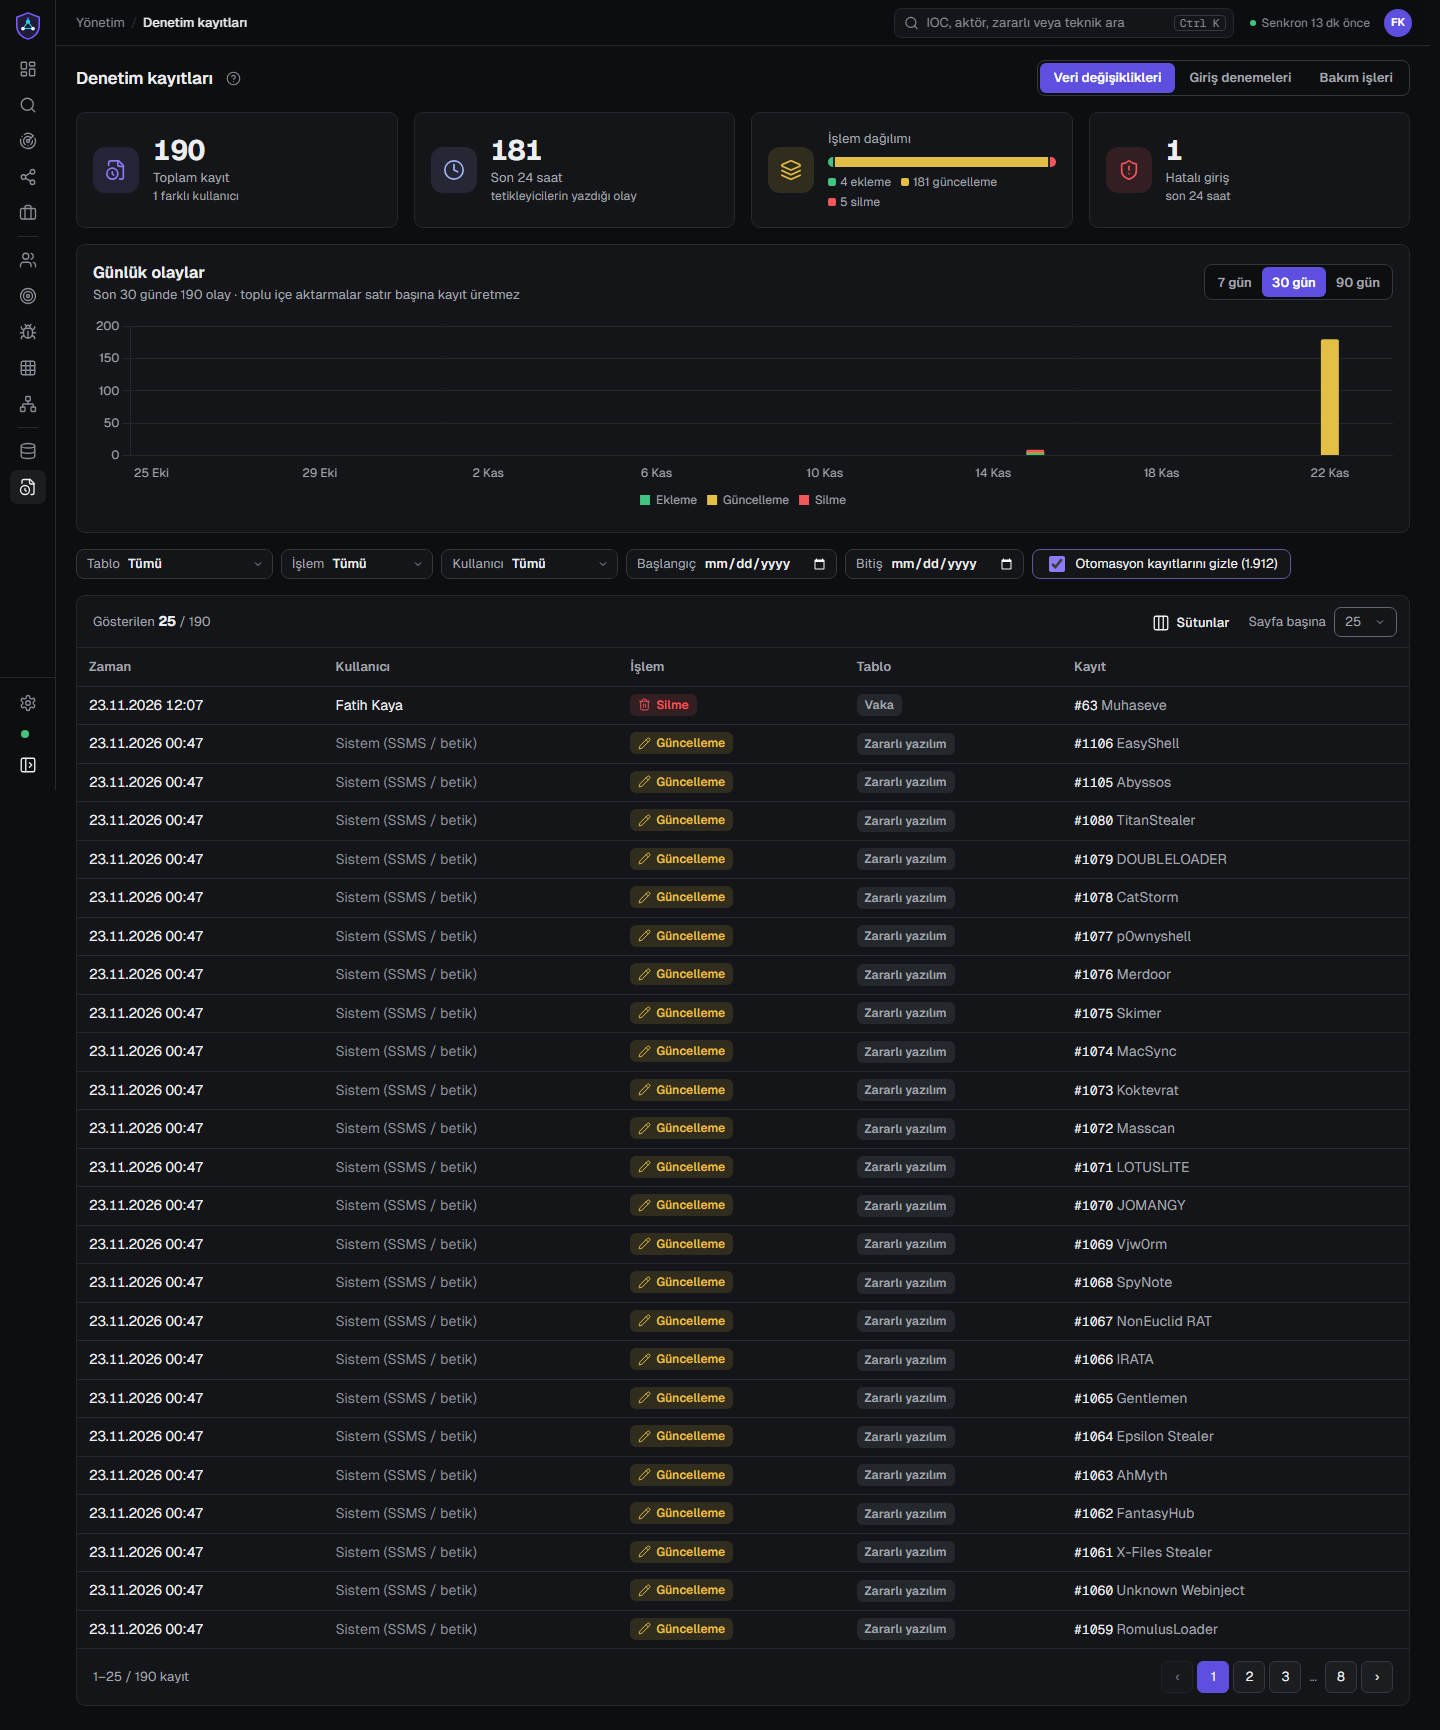 Yönetim / Denetim kayıtları
IOC, aktör, zararlı veya teknik ara Ctrl K
Senkron 13 dk önce FK
Denetim kayıtları ?
Veri değişiklikleri Giriş denemeleri Bakım işleri
190
Toplam kayıt
1 farklı kullanıcı
181
Son 24 saat
tetikleyicilerin yazdığı olay
İşlem dağılımı
4 ekleme 181 güncelleme
5 silme
1
Hatalı giriş
son 24 saat
Günlük olaylar
Son 30 günde 190 olay · toplu içe aktarmalar satır başına kayıt üretmez
7 gün 30 gün 90 gün
200
150
100
50
0
25 Eki 29 Eki 2 Kas 6 Kas 10 Kas 14 Kas 18 Kas 22 Kas
Ekleme Güncelleme Silme
Tablo Tümü İşlem Tümü Kullanıcı Tümü Başlangıç mm/dd/yyyy Bitiş mm/dd/yyyy Otomasyon kayıtlarını gizle (1.912)
Gösterilen 25 / 190 Sütunlar Sayfa başına 25
Zaman Kullanıcı İşlem Tablo Kayıt
23.11.2026 12:07 Fatih Kaya Silme Vaka #63 Muhaseve
23.11.2026 00:47 Sistem (SSMS / betik) Güncelleme Zararlı yazılım #1106 EasyShell
23.11.2026 00:47 Sistem (SSMS / betik) Güncelleme Zararlı yazılım #1105 Abyssos
23.11.2026 00:47 Sistem (SSMS / betik) Güncelleme Zararlı yazılım #1080 TitanStealer
23.11.2026 00:47 Sistem (SSMS / betik) Güncelleme Zararlı yazılım #1079 DOUBLELOADER
23.11.2026 00:47 Sistem (SSMS / betik) Güncelleme Zararlı yazılım #1078 CatStorm
23.11.2026 00:47 Sistem (SSMS / betik) Güncelleme Zararlı yazılım #1077 p0wnyshell
23.11.2026 00:47 Sistem (SSMS / betik) Güncelleme Zararlı yazılım #1076 Merdoor
23.11.2026 00:47 Sistem (SSMS / betik) Güncelleme Zararlı yazılım #1075 Skimer
23.11.2026 00:47 Sistem (SSMS / betik) Güncelleme Zararlı yazılım #1074 MacSync
23.11.2026 00:47 Sistem (SSMS / betik) Güncelleme Zararlı yazılım #1073 Koktevrat
23.11.2026 00:47 Sistem (SSMS / betik) Güncelleme Zararlı yazılım #1072 Masscan
23.11.2026 00:47 Sistem (SSMS / betik) Güncelleme Zararlı yazılım #1071 LOTUSLITE
23.11.2026 00:47 Sistem (SSMS / betik) Güncelleme Zararlı yazılım #1070 JOMANGY
23.11.2026 00:47 Sistem (SSMS / betik) Güncelleme Zararlı yazılım #1069 Vjw0rm
23.11.2026 00:47 Sistem (SSMS / betik) Güncelleme Zararlı yazılım #1068 SpyNote
23.11.2026 00:47 Sistem (SSMS / betik) Güncelleme Zararlı yazılım #1067 NonEuclid RAT
23.11.2026 00:47 Sistem (SSMS / betik) Güncelleme Zararlı yazılım #1066 IRATA
23.11.2026 00:47 Sistem (SSMS / betik) Güncelleme Zararlı yazılım #1065 Gentlemen
23.11.2026 00:47 Sistem (SSMS / betik) Güncelleme Zararlı yazılım #1064 Epsilon Stealer
23.11.2026 00:47 Sistem (SSMS / betik) Güncelleme Zararlı yazılım #1063 AhMyth
23.11.2026 00:47 Sistem (SSMS / betik) Güncelleme Zararlı yazılım #1062 FantasyHub
23.11.2026 00:47 Sistem (SSMS / betik) Güncelleme Zararlı yazılım #1061 X-Files Stealer
23.11.2026 00:47 Sistem (SSMS / betik) Güncelleme Zararlı yazılım #1060 Unknown Webinject
23.11.2026 00:47 Sistem (SSMS / betik) Güncelleme Zararlı yazılım #1059 RomulusLoader
1–25 / 190 kayıt ‹ 1 2 3 … 8 ›